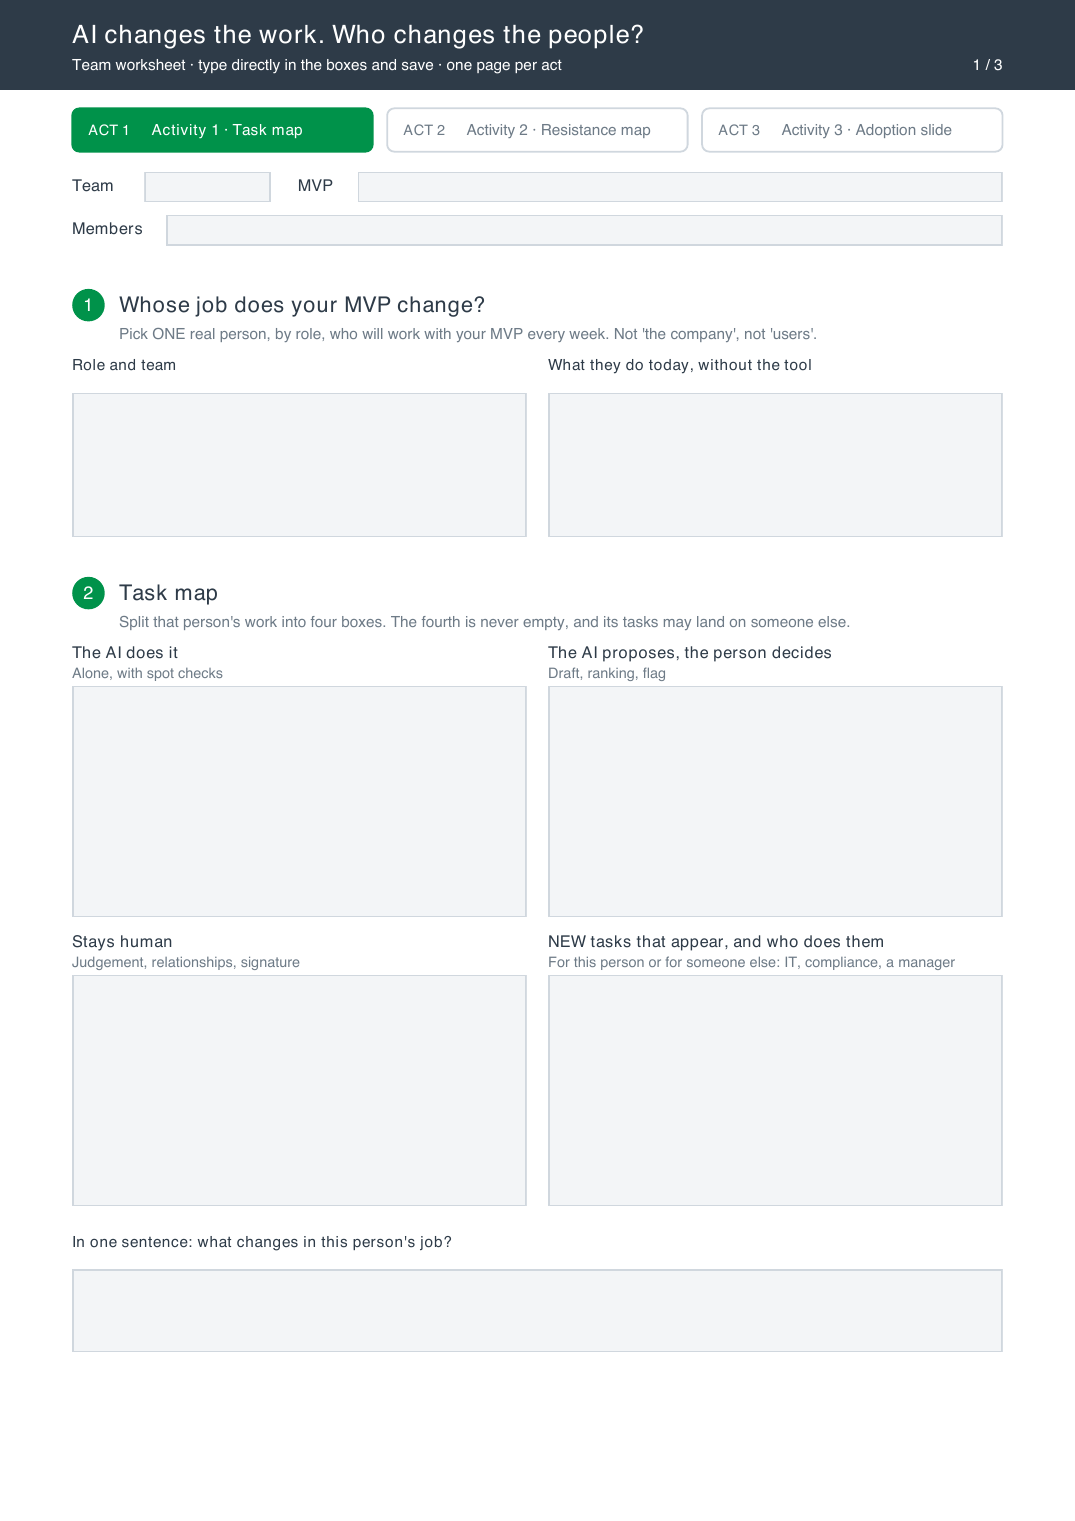 AI changes the work. Who changes the people?
Team worksheet · type directly in the boxes and save · one page per act
1 / 3
ACT 1 Activity 1 · Task map
ACT 2 Activity 2 · Resistance map
ACT 3 Activity 3 · Adoption slide
Team
MVP
Members
1 Whose job does your MVP change?
Pick ONE real person, by role, who will work with your MVP every week. Not 'the company', not 'users'.
Role and team
What they do today, without the tool
2 Task map
Split that person's work into four boxes. The fourth is never empty, and its tasks may land on someone else.
The AI does it
Alone, with spot checks
The AI proposes, the person decides
Draft, ranking, flag
Stays human
Judgement, relationships, signature
NEW tasks that appear, and who does them
For this person or for someone else: IT, compliance, a manager
In one sentence: what changes in this person's job?